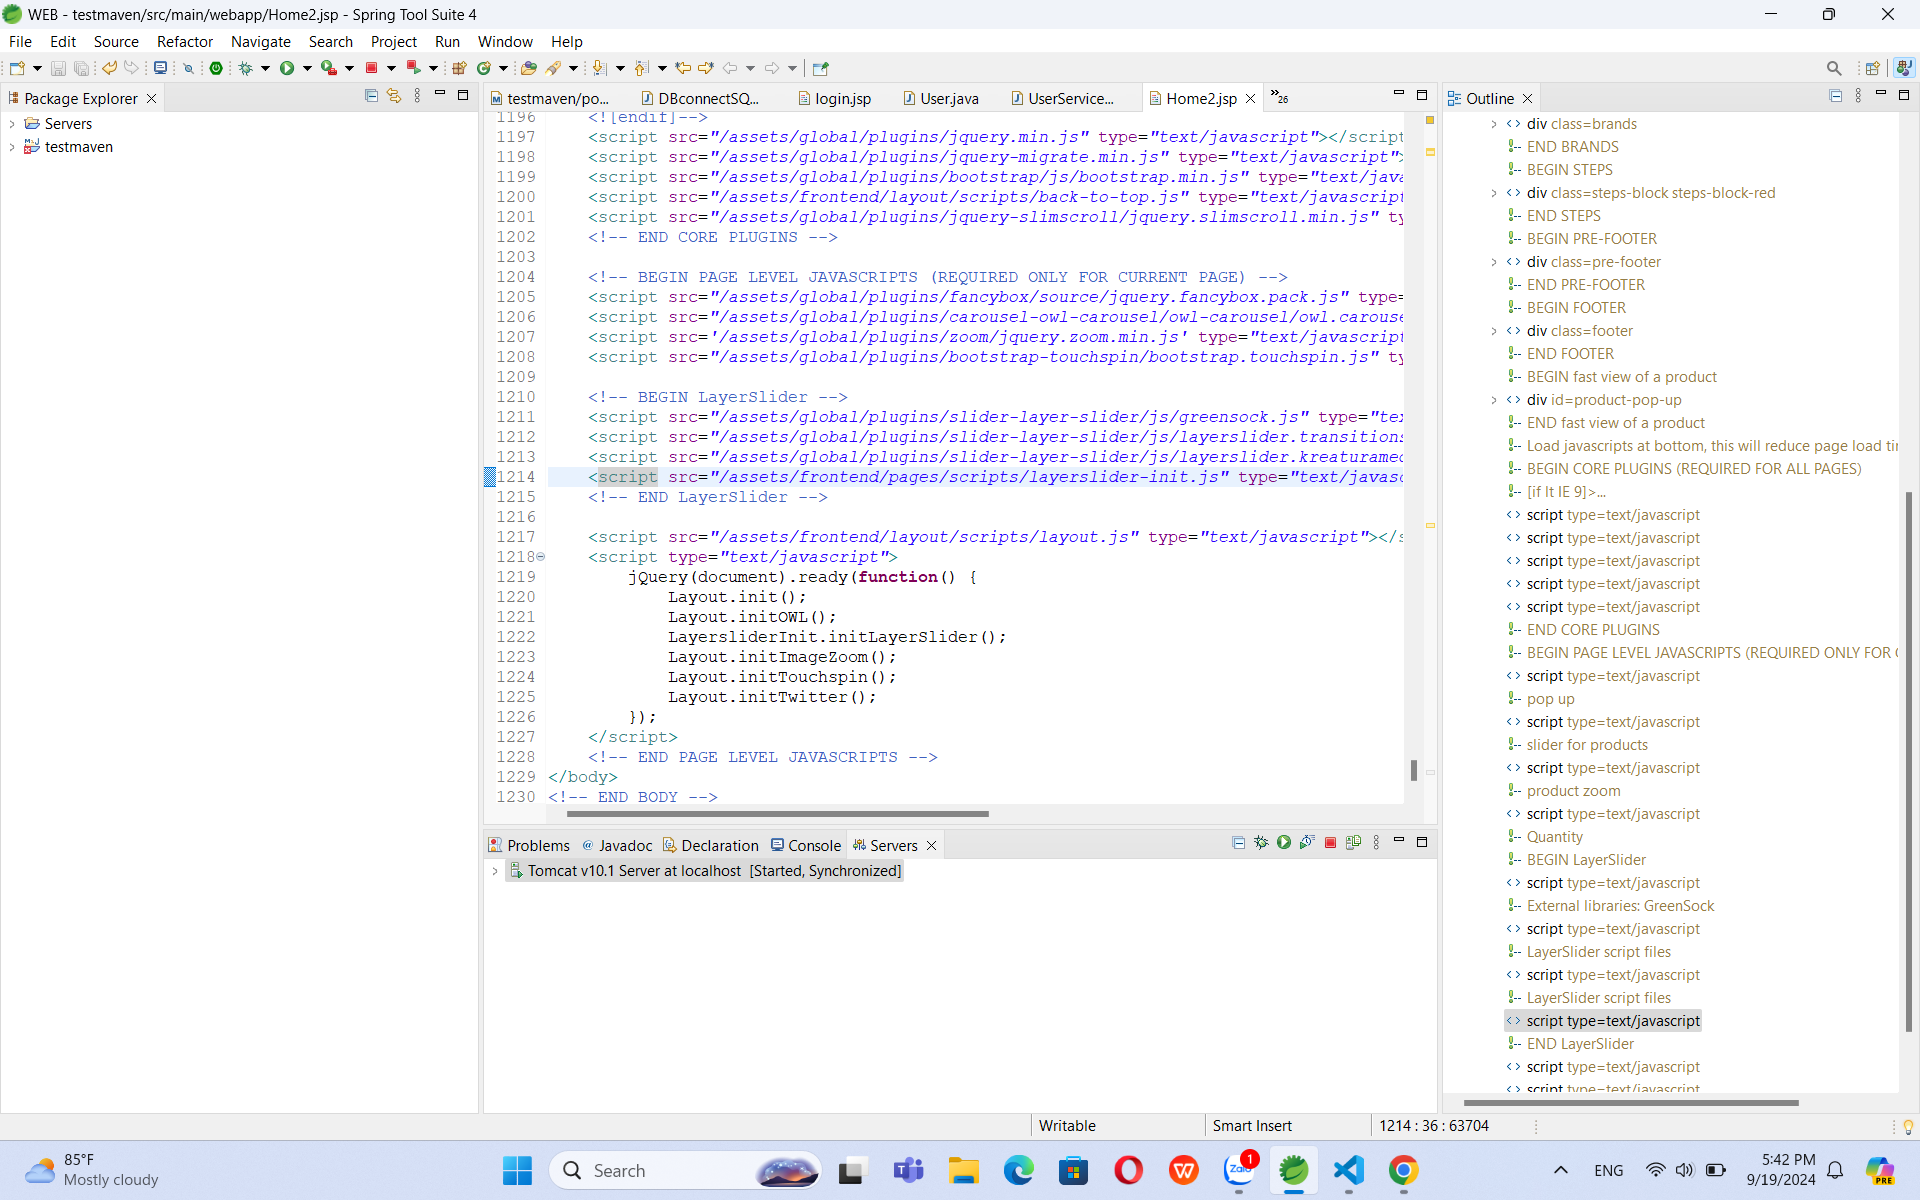 WEB - testmaven/src/main/webapp/Home2.jsp - Spring Tool Suite 4
File Edit Source Refactor Navigate Search Project Run Window Help
Package Explorer
Servers
testmaven
testmaven/po...
DBconnectSQ...
login.jsp
User.java
UserService...
Home2.jsp
»26
1196 <![endif]-->
1197 <script src="/assets/global/plugins/jquery.min.js" type="text/javascript"></script
1198 <script src="/assets/global/plugins/jquery-migrate.min.js" type="text/javascript">
1199 <script src="/assets/global/plugins/bootstrap/js/bootstrap.min.js" type="text/java
1200 <script src="/assets/frontend/layout/scripts/back-to-top.js" type="text/javascript
1201 <script src="/assets/global/plugins/jquery-slimscroll/jquery.slimscroll.min.js" ty
1202 <!-- END CORE PLUGINS -->
1203
1204 <!-- BEGIN PAGE LEVEL JAVASCRIPTS (REQUIRED ONLY FOR CURRENT PAGE) -->
1205 <script src="/assets/global/plugins/fancybox/source/jquery.fancybox.pack.js" type=
1206 <script src="/assets/global/plugins/carousel-owl-carousel/owl-carousel/owl.carouse
1207 <script src='/assets/global/plugins/zoom/jquery.zoom.min.js' type="text/javascript
1208 <script src="/assets/global/plugins/bootstrap-touchspin/bootstrap.touchspin.js" ty
1209
1210 <!-- BEGIN LayerSlider -->
1211 <script src="/assets/global/plugins/slider-layer-slider/js/greensock.js" type="tex
1212 <script src="/assets/global/plugins/slider-layer-slider/js/layerslider.transitions
1213 <script src="/assets/global/plugins/slider-layer-slider/js/layerslider.kreaturamed
1214 <script src="/assets/frontend/pages/scripts/layerslider-init.js" type="text/javasc
1215 <!-- END LayerSlider -->
1216
1217 <script src="/assets/frontend/layout/scripts/layout.js" type="text/javascript"></s
1218 <script type="text/javascript">
1219 jQuery(document).ready(function() {
1220 Layout.init();
1221 Layout.initOWL();
1222 LayersliderInit.initLayerSlider();
1223 Layout.initImageZoom();
1224 Layout.initTouchspin();
1225 Layout.initTwitter();
1226 });
1227 </script>
1228 <!-- END PAGE LEVEL JAVASCRIPTS -->
1229 </body>
1230 <!-- END BODY -->
Problems @ Javadoc Declaration Console Servers
Tomcat v10.1 Server at localhost [Started, Synchronized]
Outline
div class=brands
END BRANDS
BEGIN STEPS
div class=steps-block steps-block-red
END STEPS
BEGIN PRE-FOOTER
div class=pre-footer
END PRE-FOOTER
BEGIN FOOTER
div class=footer
END FOOTER
BEGIN fast view of a product
div id=product-pop-up
END fast view of a product
Load javascripts at bottom, this will reduce page load ti
BEGIN CORE PLUGINS (REQUIRED FOR ALL PAGES)
[if lt IE 9]>...
script type=text/javascript
script type=text/javascript
script type=text/javascript
script type=text/javascript
script type=text/javascript
END CORE PLUGINS
BEGIN PAGE LEVEL JAVASCRIPTS (REQUIRED ONLY FOR
script type=text/javascript
pop up
script type=text/javascript
slider for products
script type=text/javascript
product zoom
script type=text/javascript
Quantity
BEGIN LayerSlider
script type=text/javascript
External libraries: GreenSock
script type=text/javascript
LayerSlider script files
script type=text/javascript
LayerSlider script files
script type=text/javascript
END LayerSlider
script type=text/javascript
script type=text/javascript
Writable
Smart Insert
1214 : 36 : 63704
85°F
Mostly cloudy
Search
Zalo
1
ENG
5:42 PM
9/19/2024
PRE